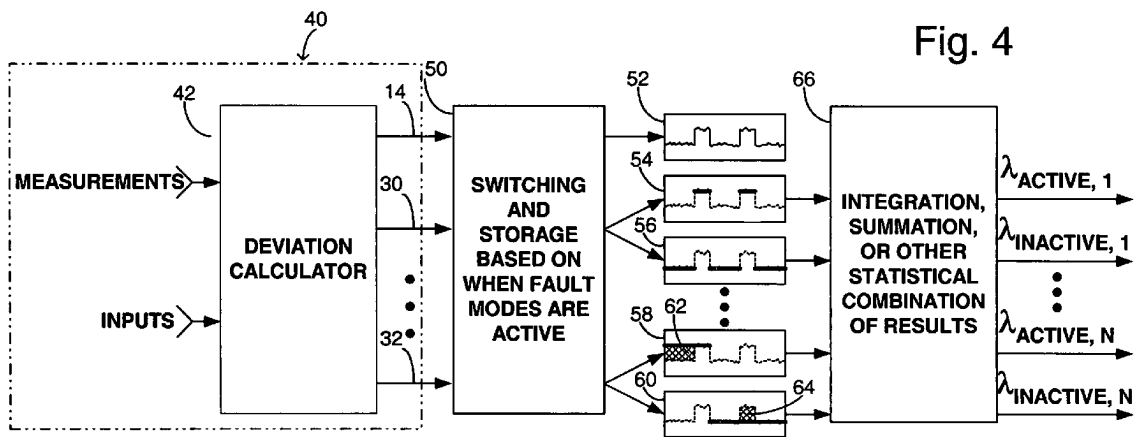 Fig. 4
40
42
14
50
52
66
MEASUREMENTS
30
54
56
λACTIVE, 1
DEVIATION
CALCULATOR
SWITCHING
AND
STORAGE
BASED ON
WHEN FAULT
MODES ARE
ACTIVE
INTEGRATION,
SUMMATION,
OR OTHER
STATISTICAL
COMBINATION
OF RESULTS
λINACTIVE, 1
INPUTS
32
58
62
λACTIVE, N
60
64
λINACTIVE, N